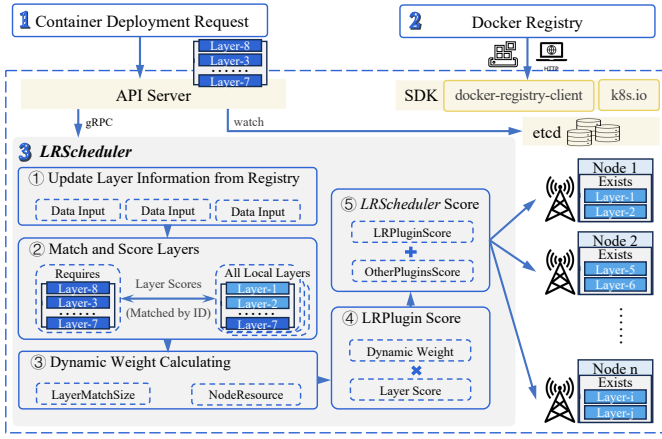 1 Container Deployment Request
2 Docker Registry
Layer-8
Layer-3
......
Layer-7
HTTP
API Server
SDK
docker-registry-client
k8s.io
gRPC
watch
etcd
3 LRScheduler
① Update Layer Information from Registry
Data Input
Data Input
Data Input
② Match and Score Layers
Requires
Layer-8
Layer-3
......
Layer-7
Layer Scores
(Matched by ID)
All Local Layers
Layer-1
Layer-2
......
Layer-7
③ Dynamic Weight Calculating
LayerMatchSize
NodeResource
④ LRPlugin Score
Dynamic Weight
×
Layer Score
⑤ LRScheduler Score
LRPluginScore
+
OtherPluginsScore
Node 1
Exists
Layer-1
Layer-2
Node 2
Exists
Layer-5
Layer-6
......
Node n
Exists
Layer-i
Layer-j